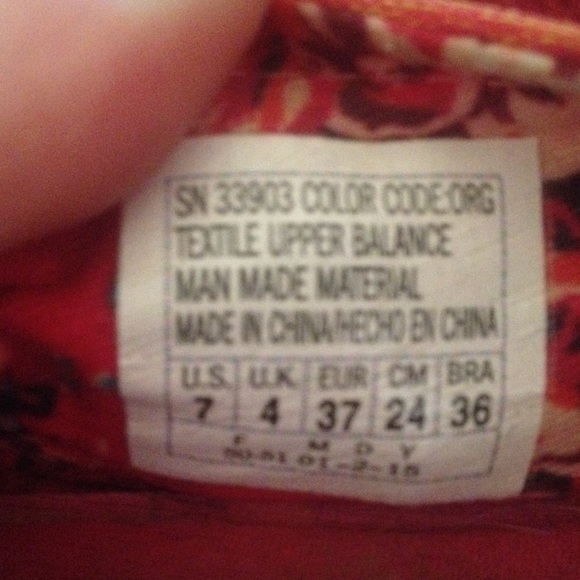 SN 33903 COLOR CODE:ORG
TEXTILE UPPER BALANCE
MAN MADE MATERIAL
MADE IN CHINA/HECHO EN CHINA
U.S. U.K. EUR CM BRA
7 4 37 24 36
F M D Y